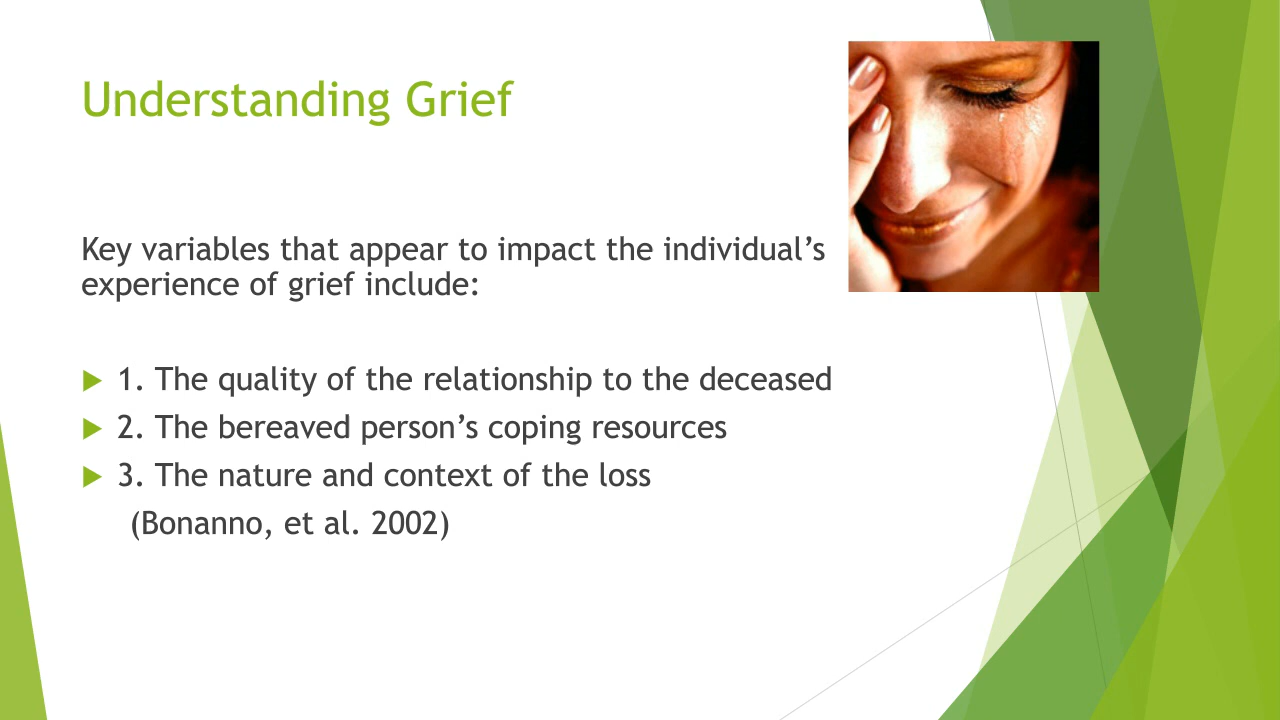 Understanding Grief
Key variables that appear to impact the individual’s
experience of grief include:
1. The quality of the relationship to the deceased
2. The bereaved person’s coping resources
3. The nature and context of the loss
(Bonanno, et al. 2002)